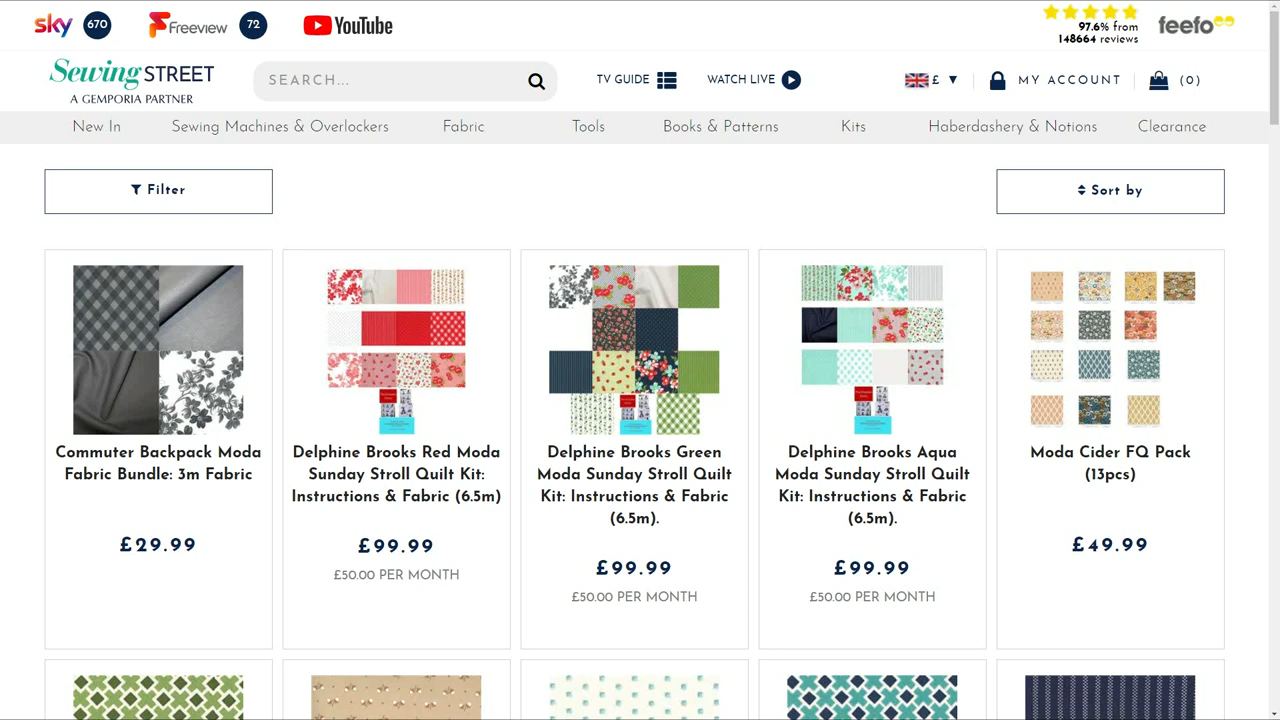 sky 670 Freeview 72 YouTube
97.6% from
148664 reviews
feefo
Sewing STREET
A GEMPORIA PARTNER
SEARCH...
TV GUIDE
WATCH LIVE
£ ▼
MY ACCOUNT
(0)
New In Sewing Machines & Overlockers Fabric Tools Books & Patterns Kits Haberdashery & Notions Clearance
Filter
Sort by
Commuter Backpack Moda
Fabric Bundle: 3m Fabric
£29.99
Delphine Brooks Red Moda
Sunday Stroll Quilt Kit:
Instructions & Fabric (6.5m)
£99.99
£50.00 PER MONTH
Delphine Brooks Green
Moda Sunday Stroll Quilt
Kit: Instructions & Fabric
(6.5m).
£99.99
£50.00 PER MONTH
Delphine Brooks Aqua
Moda Sunday Stroll Quilt
Kit: Instructions & Fabric
(6.5m).
£99.99
£50.00 PER MONTH
Moda Cider FQ Pack
(13pcs)
£49.99